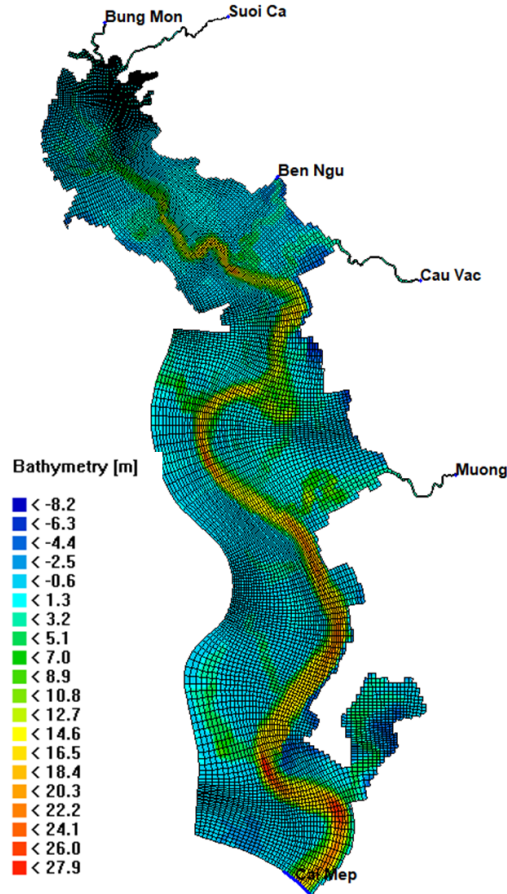 Bung Mon
Suoi Ca
Ben Ngu
Cau Vac
Muong
Bathymetry [m]
< -8.2
< -6.3
< -4.4
< -2.5
< -0.6
< 1.3
< 3.2
< 5.1
< 7.0
< 8.9
< 10.8
< 12.7
< 14.6
< 16.5
< 18.4
< 20.3
< 22.2
< 24.1
< 26.0
< 27.9
Cai Mep